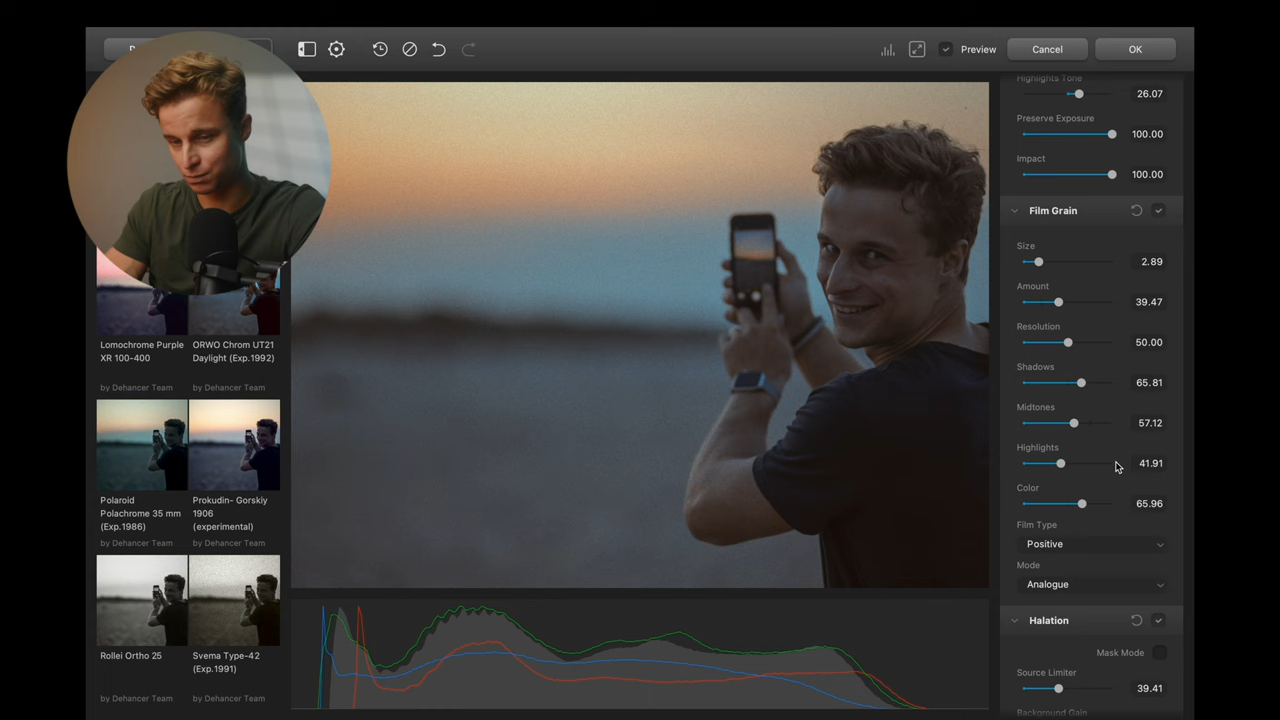 Preview
Cancel
OK
Highlights Tone
26.07
Preserve Exposure
100.00
Impact
100.00
Film Grain
Size
2.89
Amount
39.47
Resolution
50.00
Shadows
65.81
Midtones
57.12
Highlights
41.91
Color
65.96
Film Type
Positive
Mode
Analogue
Halation
Mask Mode
Source Limiter
39.41
Background Gain
Lomochrome Purple
XR 100-400
by Dehancer Team
ORWO Chrom UT21
Daylight (Exp.1992)
by Dehancer Team
Polaroid
Polachrome 35 mm
(Exp.1986)
by Dehancer Team
Prokudin- Gorskiy
1906
(experimental)
by Dehancer Team
Rollei Ortho 25
by Dehancer Team
Svema Type-42
(Exp.1991)
by Dehancer Team